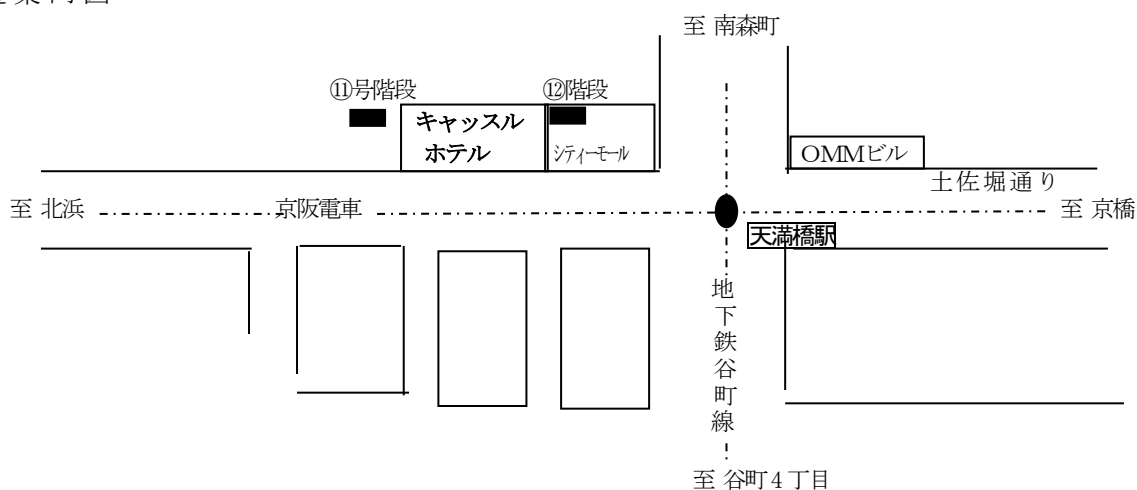 案内図
至 南森町
⑪号階段
⑫階段
キャッスル
ホテル
シティーモール
OMMビル
土佐堀通り
至 北浜
京阪電車
至 京橋
天満橋駅
地下鉄谷町線
至 谷町4丁目